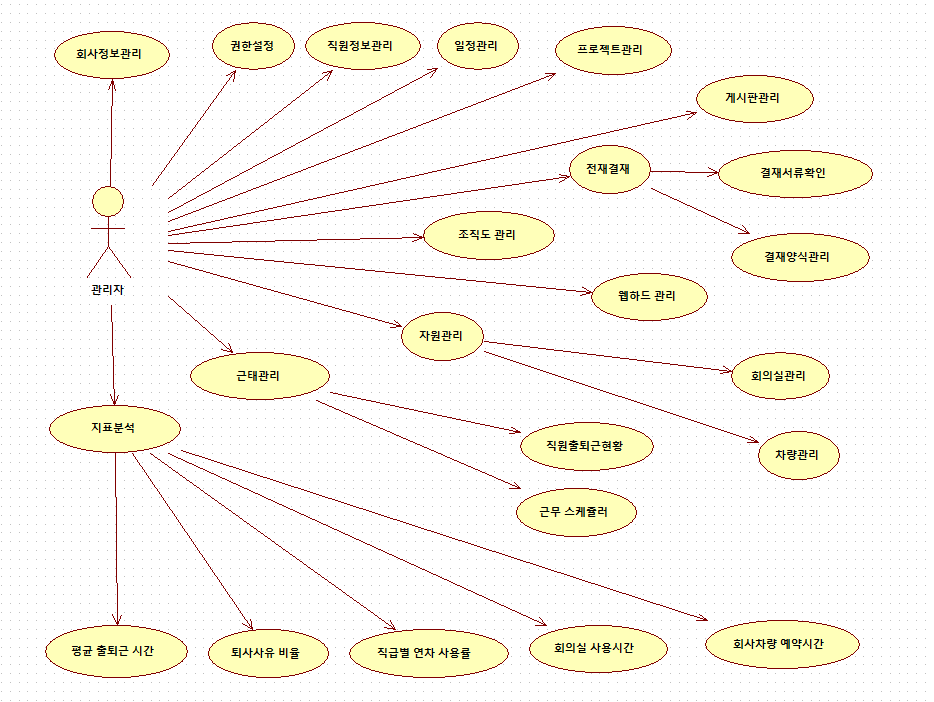 회사정보관리
권한설정
직원정보관리
일정관리
프로젝트관리
게시판관리
전재결재
결재서류확인
조직도 관리
결재양식관리
관리자
웹하드 관리
자원관리
근태관리
회의실관리
지표분석
직원출퇴근현황
차량관리
근무 스케쥴러
평균 출퇴근 시간
퇴사사유 비율
직급별 연차 사용률
회의실 사용시간
회사차량 예약시간